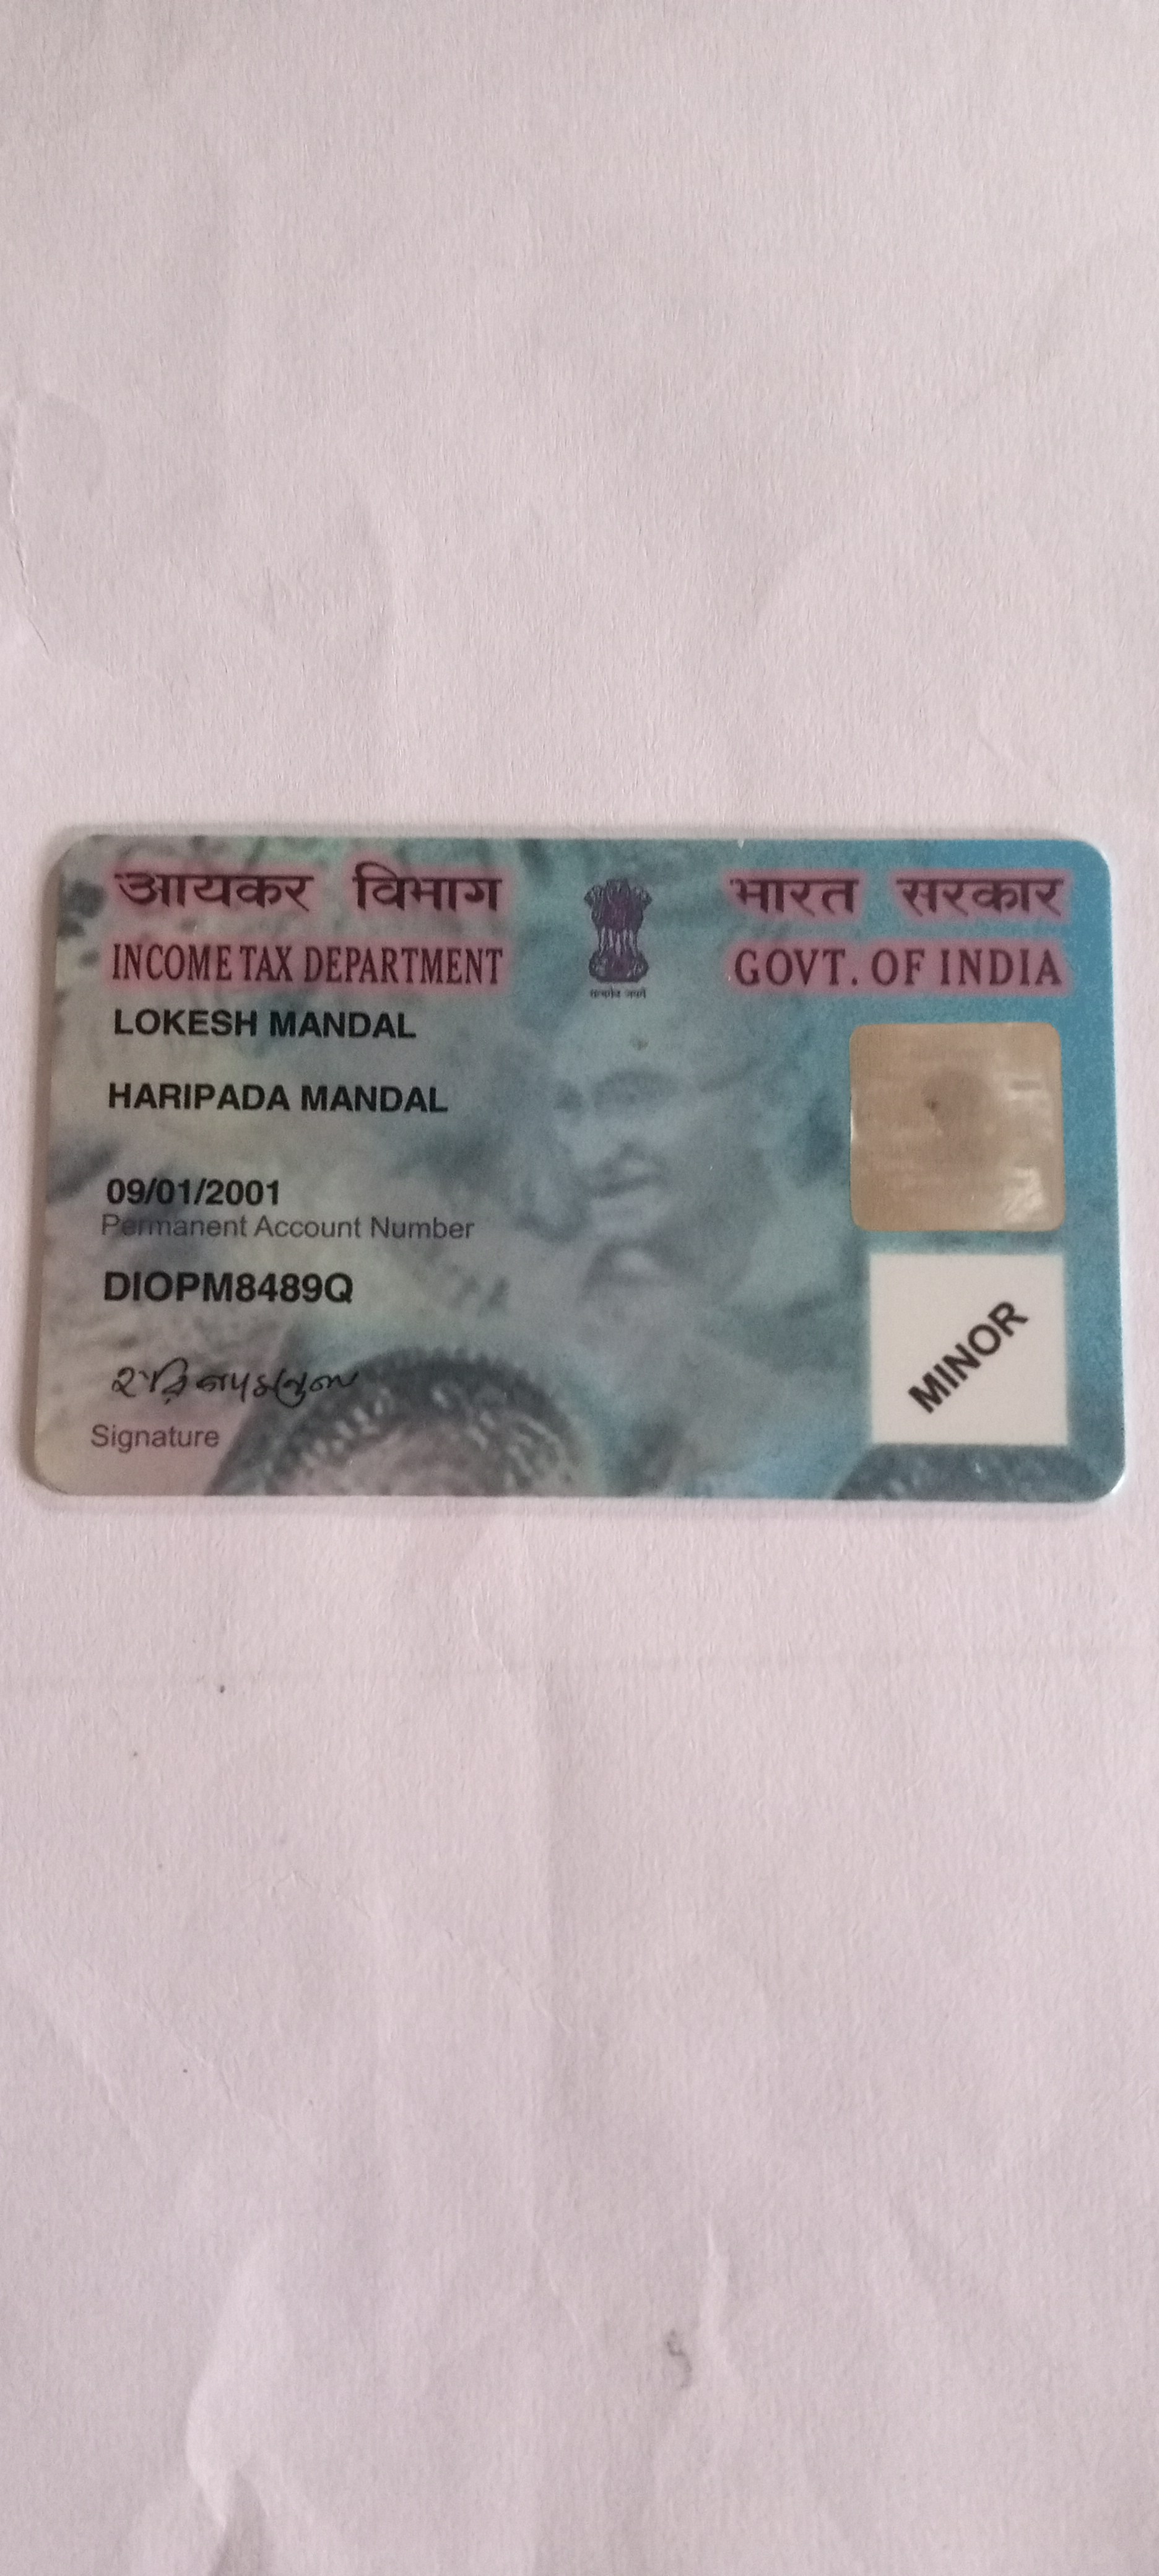 आयकर विभाग
INCOME TAX DEPARTMENT
भारत सरकार
GOVT. OF INDIA
LOKESH MANDAL
HARIPADA MANDAL
09/01/2001
Permanent Account Number
DIOPM8489Q
Signature
MINOR